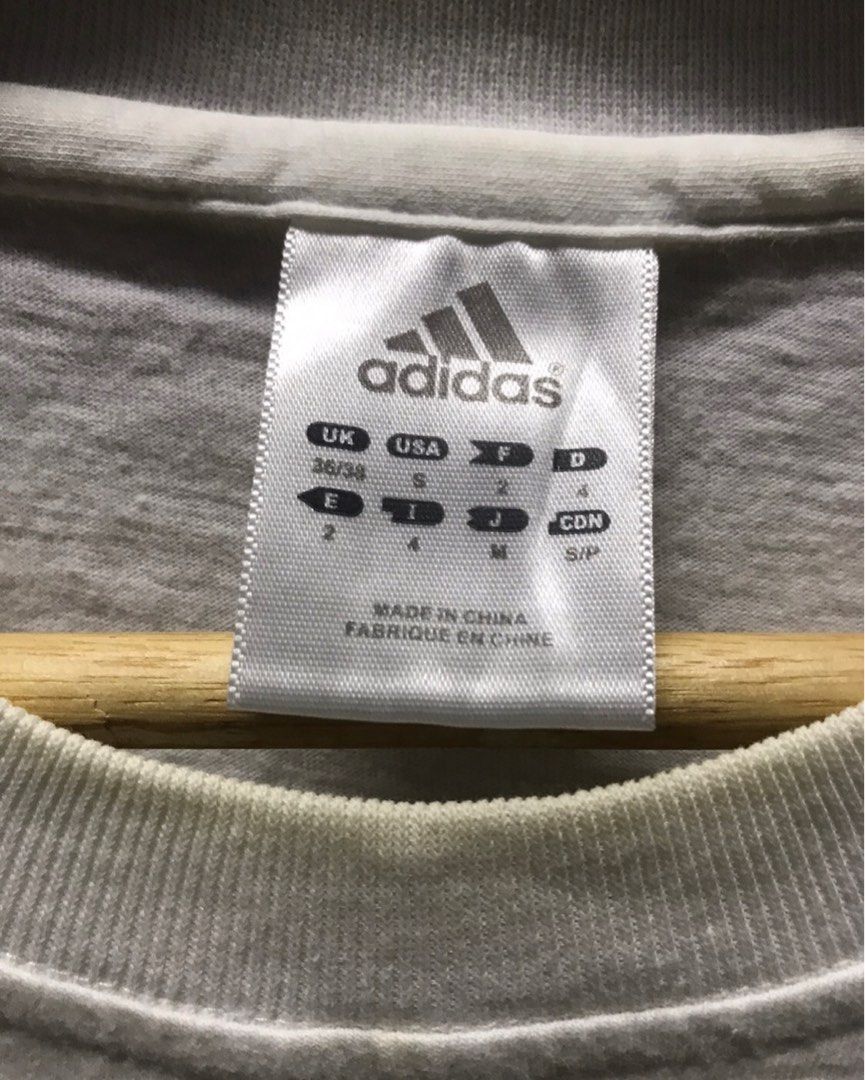 adidas®
UK USA F D
36/38 S 2 4
E I J CDN
2 4 M S/P
MADE IN CHINA
FABRIQUE EN CHINE